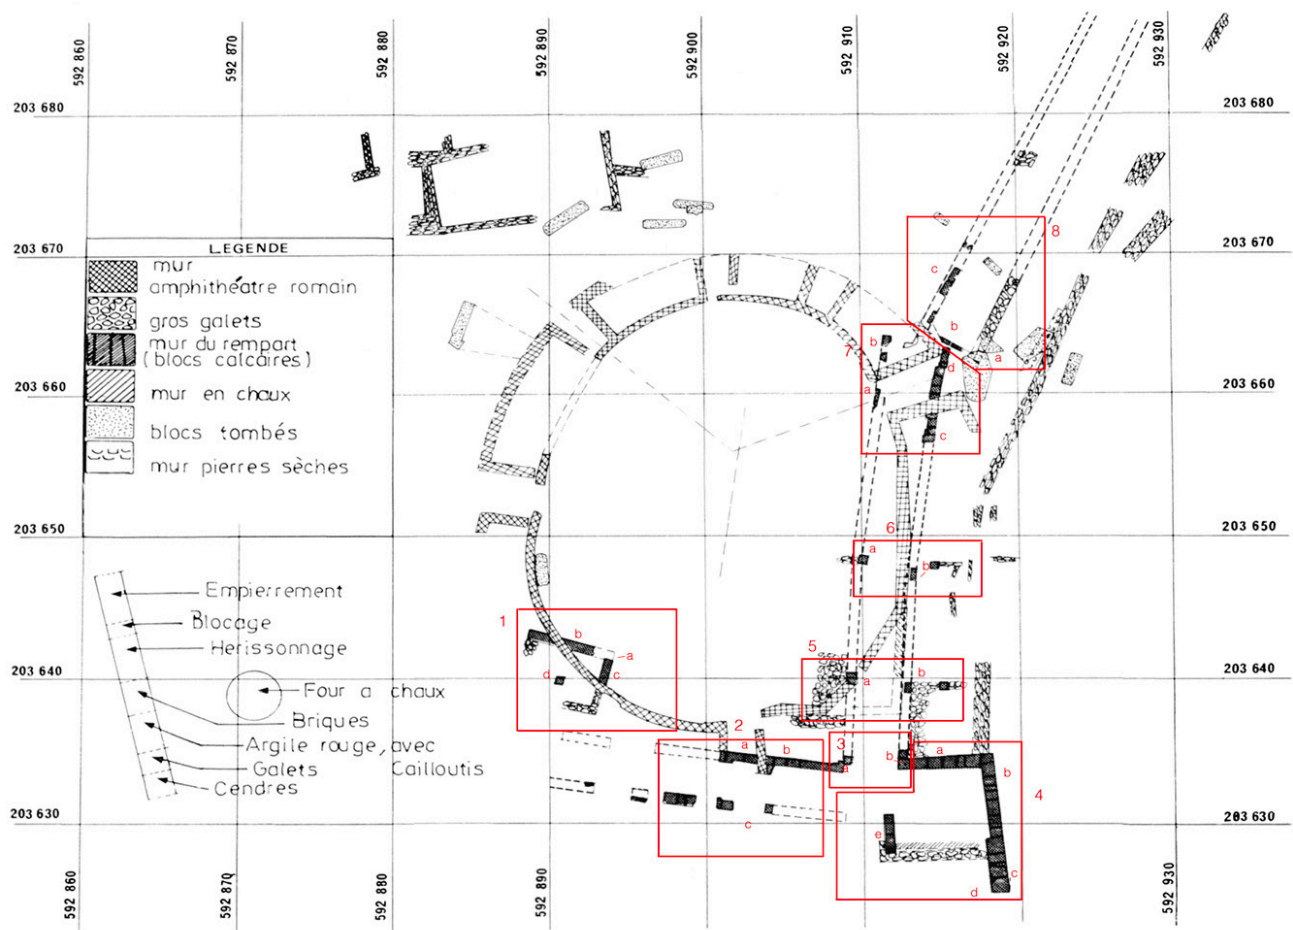 592 860
592 870
592 880
592 890
592 900
592 910
592 920
592 930
203 680
203 680
203 670
203 670
LEGENDE
mur
amphithéatre romain
gros galets
mur du rempart
(blocs calcaires)
mur en chaux
blocs tombés
mur pierres sèches
8
c
b
a
7
b
a
d
c
203 660
203 660
203 650
203 650
6
a
b
Empierrement
Blocage
Herissonnage
Four a chaux
Briques
Argile rouge, avec
Galets Cailloutis
Cendres
1
b
a
d
c
203 640
203 640
5
a
b
2
a
b
c
3
a
b
4
a
b
e
c
d
203 630
203 630
592 860
592 870
592 880
592 890
592 930